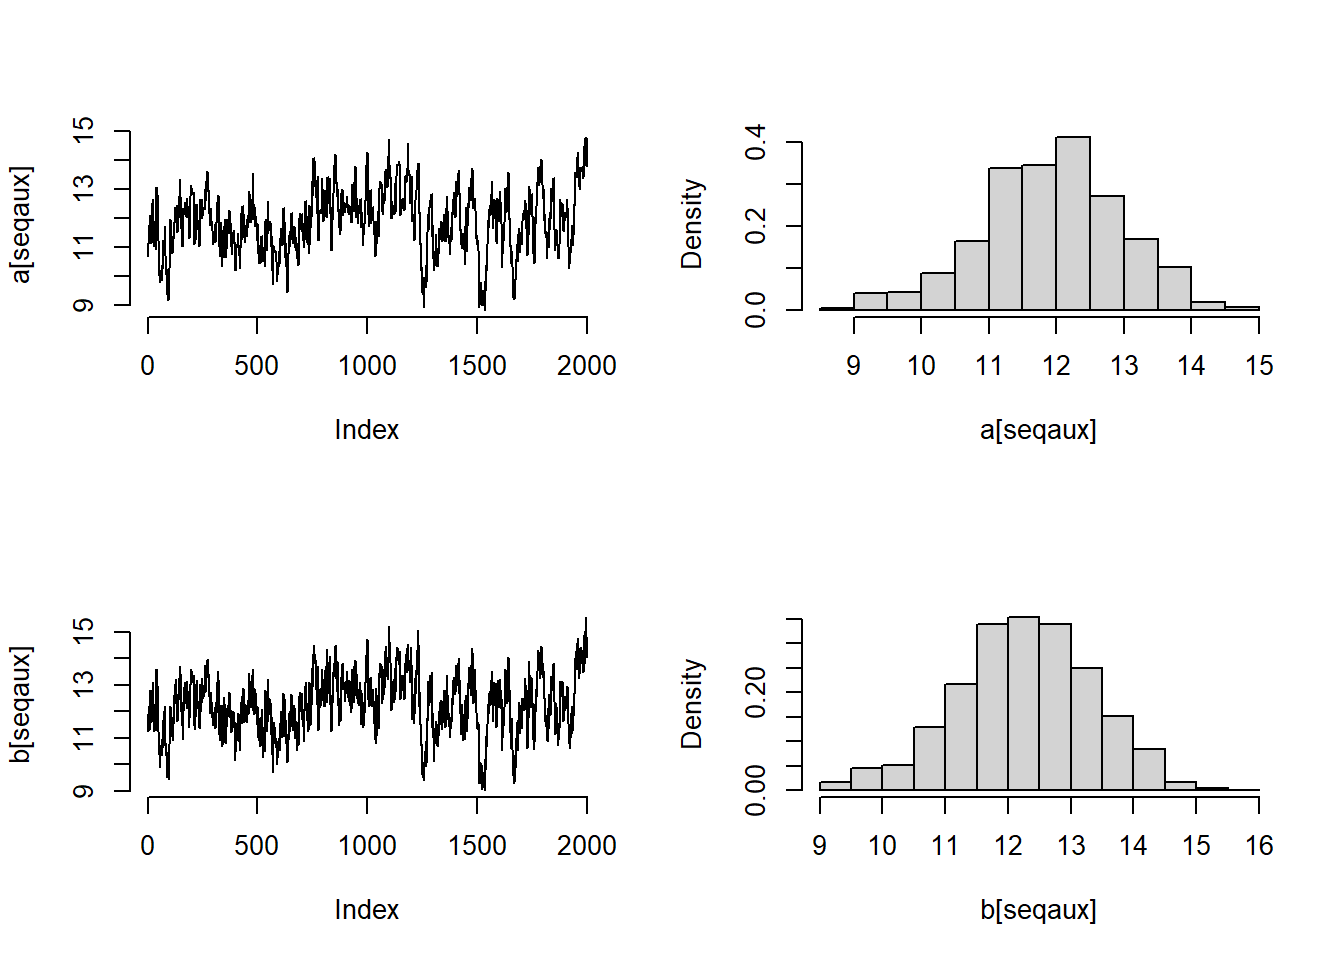 a[seqaux]
15
13
11
9
0 500 1000 1500 2000
Index
Density
0.4
0.2
0.0
9 10 11 12 13 14 15
a[seqaux]
b[seqaux]
15
13
11
9
0 500 1000 1500 2000
Index
Density
0.20
0.00
9 10 11 12 13 14 15 16
b[seqaux]